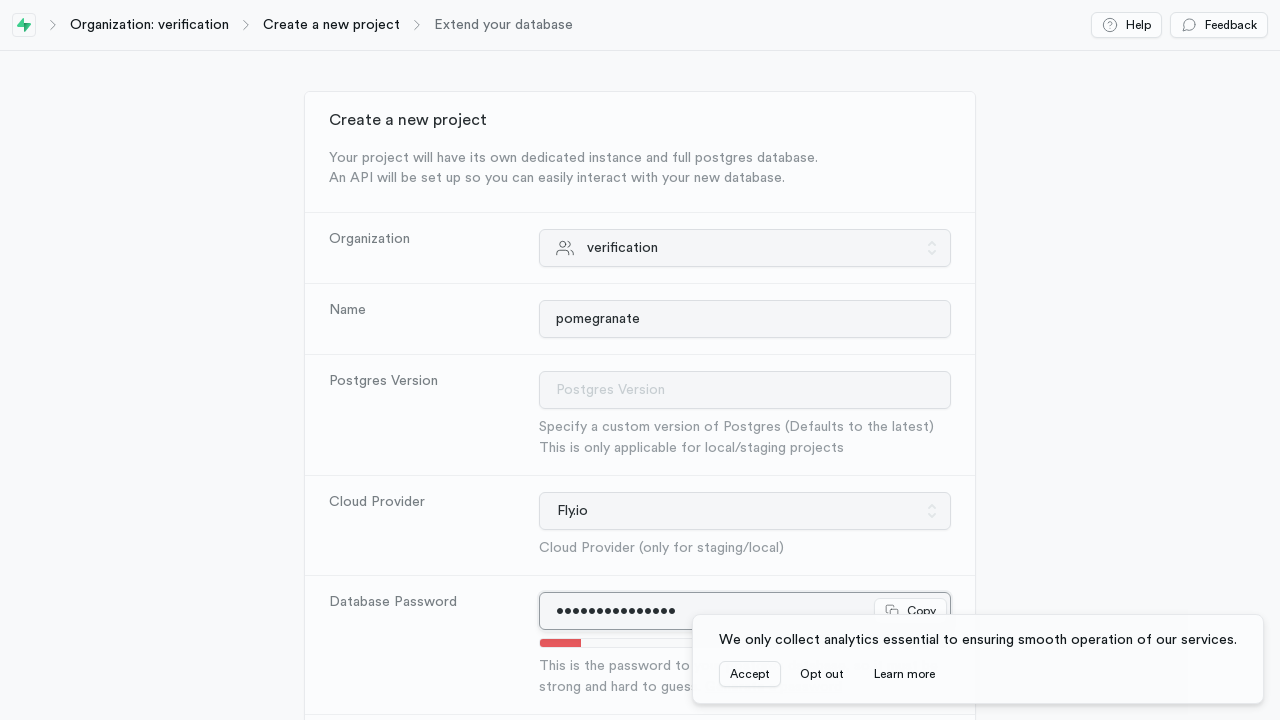 Organization: verification
Create a new project
Extend your database
Help
Feedback
Create a new project
Your project will have its own dedicated instance and full postgres database.
An API will be set up so you can easily interact with your new database.
Organization
verification
Name
pomegranate
Postgres Version
Postgres Version
Specify a custom version of Postgres (Defaults to the latest)
This is only applicable for local/staging projects
Cloud Provider
Fly.io
Cloud Provider (only for staging/local)
Database Password
•••••••••••••••
Copy
This is the password to
strong and hard to gues
We only collect analytics essential to ensuring smooth operation of our services.
Accept
Opt out
Learn more